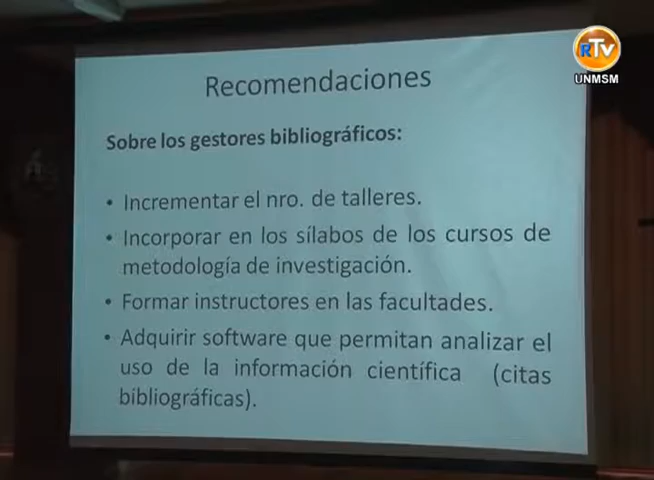 RTV
UNMSM
Recomendaciones
Sobre los gestores bibliográficos:
• Incrementar el nro. de talleres.
• Incorporar en los sílabos de los cursos de
metodología de investigación.
• Formar instructores en las facultades.
• Adquirir software que permitan analizar el
uso de la información científica (citas
bibliográficas).